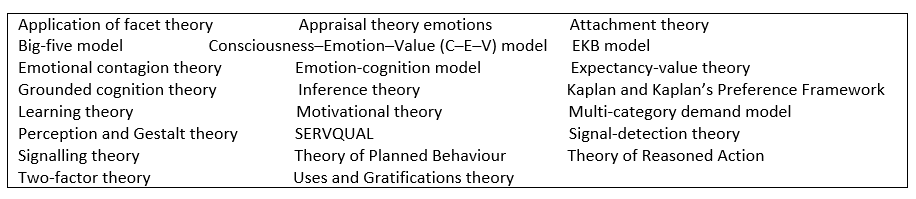 Application of facet theory Appraisal theory emotions Attachment theory
Big-five model Consciousness–Emotion–Value (C–E–V) model EKB model
Emotional contagion theory Emotion-cognition model Expectancy-value theory
Grounded cognition theory Inference theory Kaplan and Kaplan’s Preference Framework
Learning theory Motivational theory Multi-category demand model
Perception and Gestalt theory SERVQUAL Signal-detection theory
Signalling theory Theory of Planned Behaviour Theory of Reasoned Action
Two-factor theory Uses and Gratifications theory